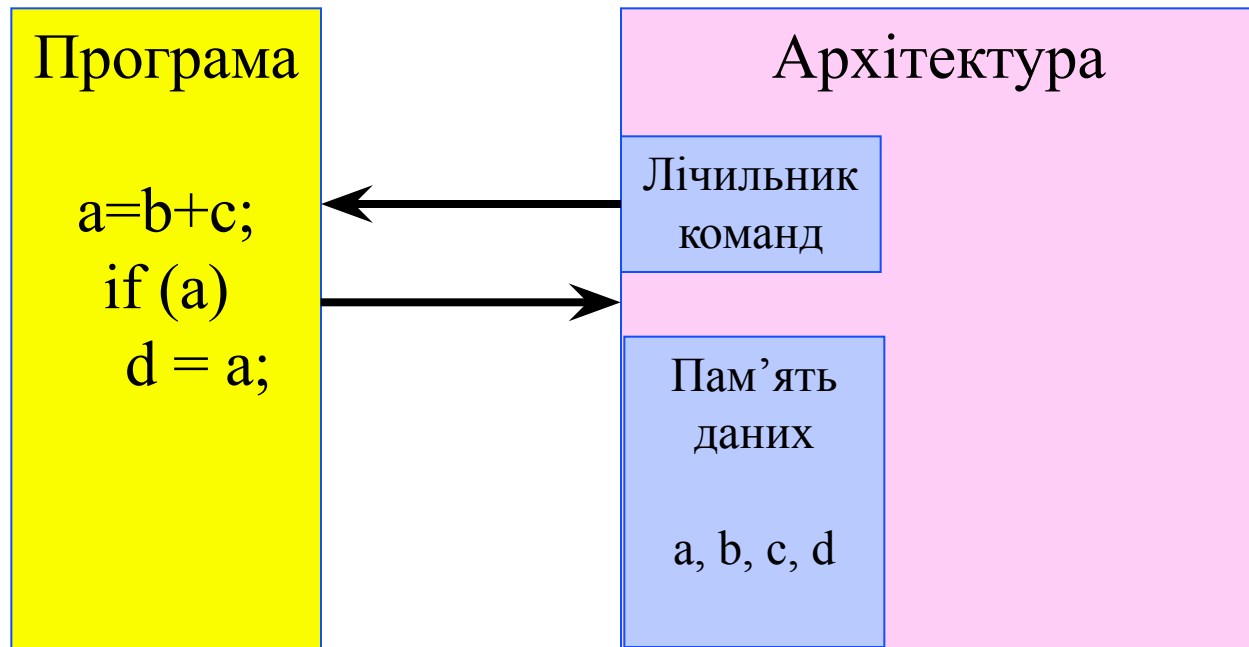 Програма
a=b+c;
if (a)
d = a;
Архітектура
Лічильник
команд
Пам’ять
даних
a, b, c, d